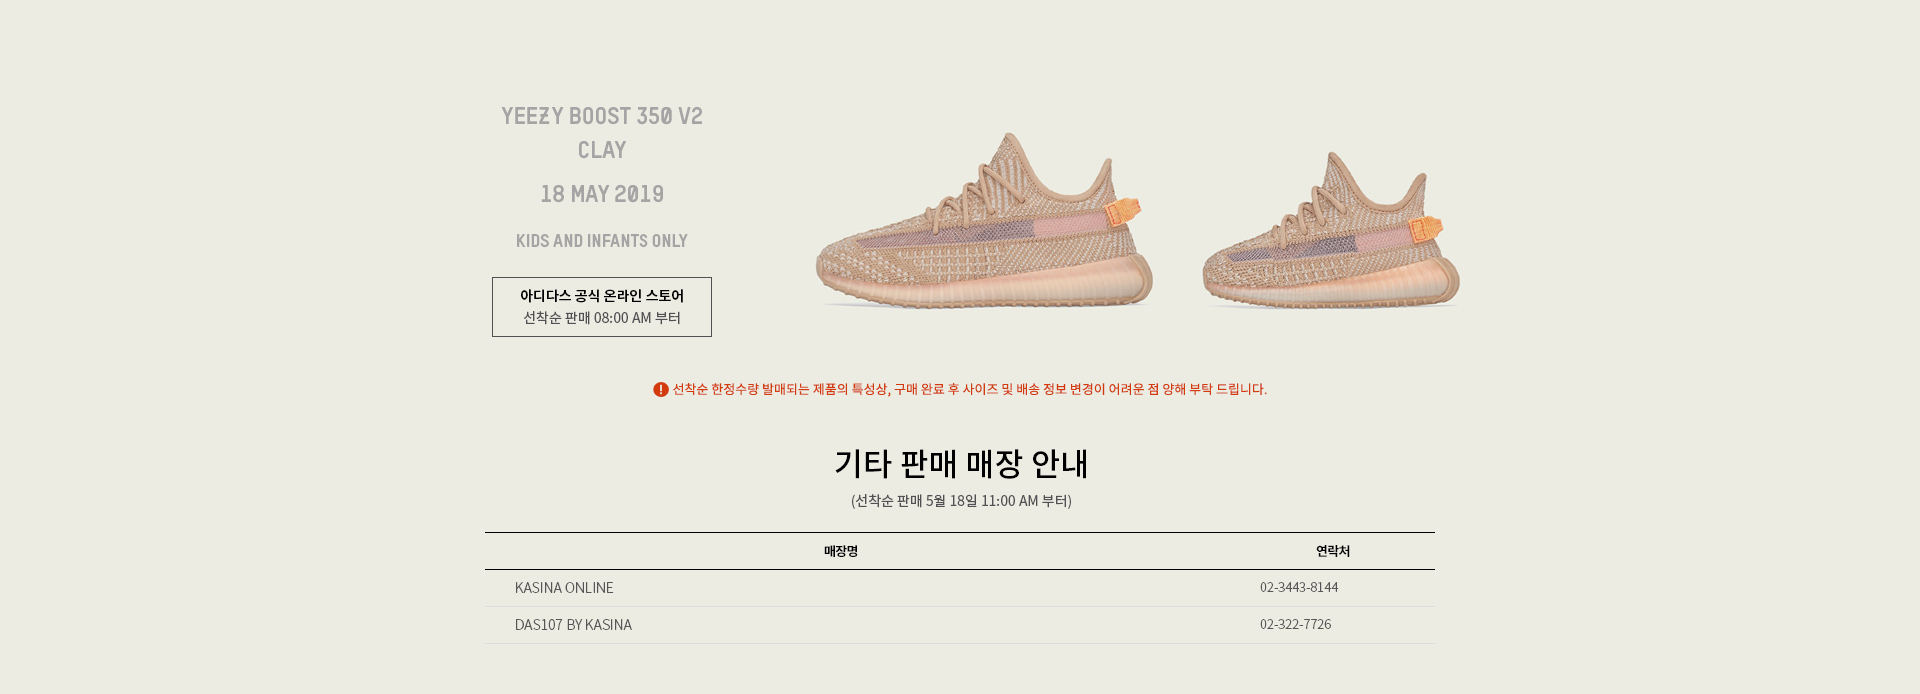 YEEZY BOOST 350 V2
CLAY
18 MAY 2019
KIDS AND INFANTS ONLY
아디다스 공식 온라인 스토어
선착순 판매 08:00 AM 부터
선착순 한정수량 발매되는 제품의 특성상, 구매 완료 후 사이즈 및 배송 정보 변경이 어려운 점 양해 부탁 드립니다.
기타 판매 매장 안내
(선착순 판매 5월 18일 11:00 AM 부터)
매장명 연락처
KASINA ONLINE 02-3443-8144
DAS107 BY KASINA 02-322-7726